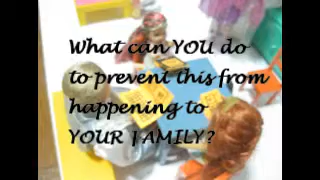 What can YOU do
to prevent this from
happening to
YOUR FAMILY?